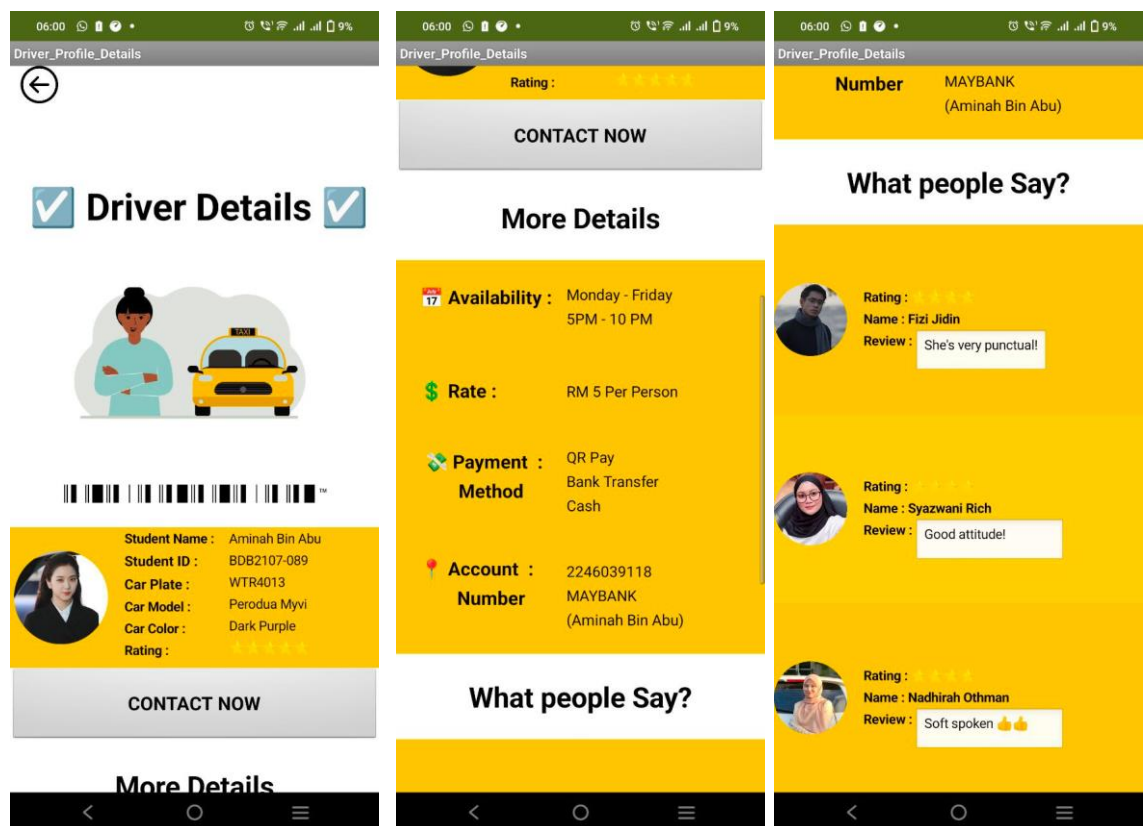 06:00 9%
Driver_Profile_Details
Driver Details
TAXI
™
Student Name : Aminah Bin Abu
Student ID : BDB2107-089
Car Plate : WTR4013
Car Model : Perodua Myvi
Car Color : Dark Purple
Rating :
CONTACT NOW
More Details
06:00 9%
Driver_Profile_Details
Rating :
CONTACT NOW
More Details
17 Availability : Monday - Friday
5PM - 10 PM
$ Rate : RM 5 Per Person
Payment : QR Pay
Method Bank Transfer
Cash
Account : 2246039118
Number MAYBANK
(Aminah Bin Abu)
What people Say?
06:00 9%
Driver_Profile_Details
Number MAYBANK
(Aminah Bin Abu)
What people Say?
Rating :
Name : Fizi Jidin
Review : She's very punctual!
Rating :
Name : Syazwani Rich
Review : Good attitude!
Rating :
Name : Nadhirah Othman
Review : Soft spoken 👍👍